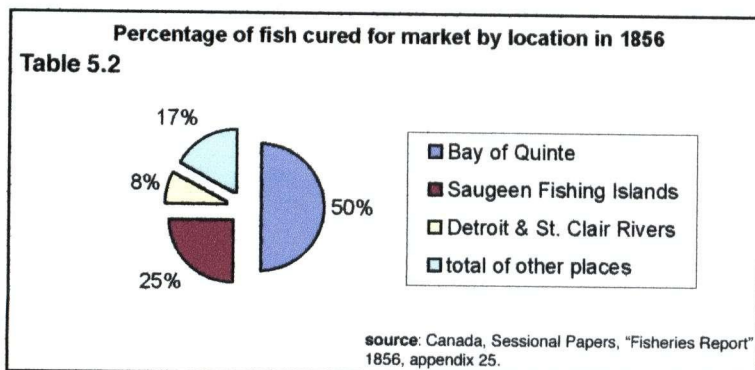 Percentage of fish cured for market by location in 1856
Table 5.2
17%
8%
50%
25%
Bay of Quinte
Saugeen Fishing Islands
Detroit & St. Clair Rivers
total of other places
source: Canada, Sessional Papers, "Fisheries Report"
1856, appendix 25.